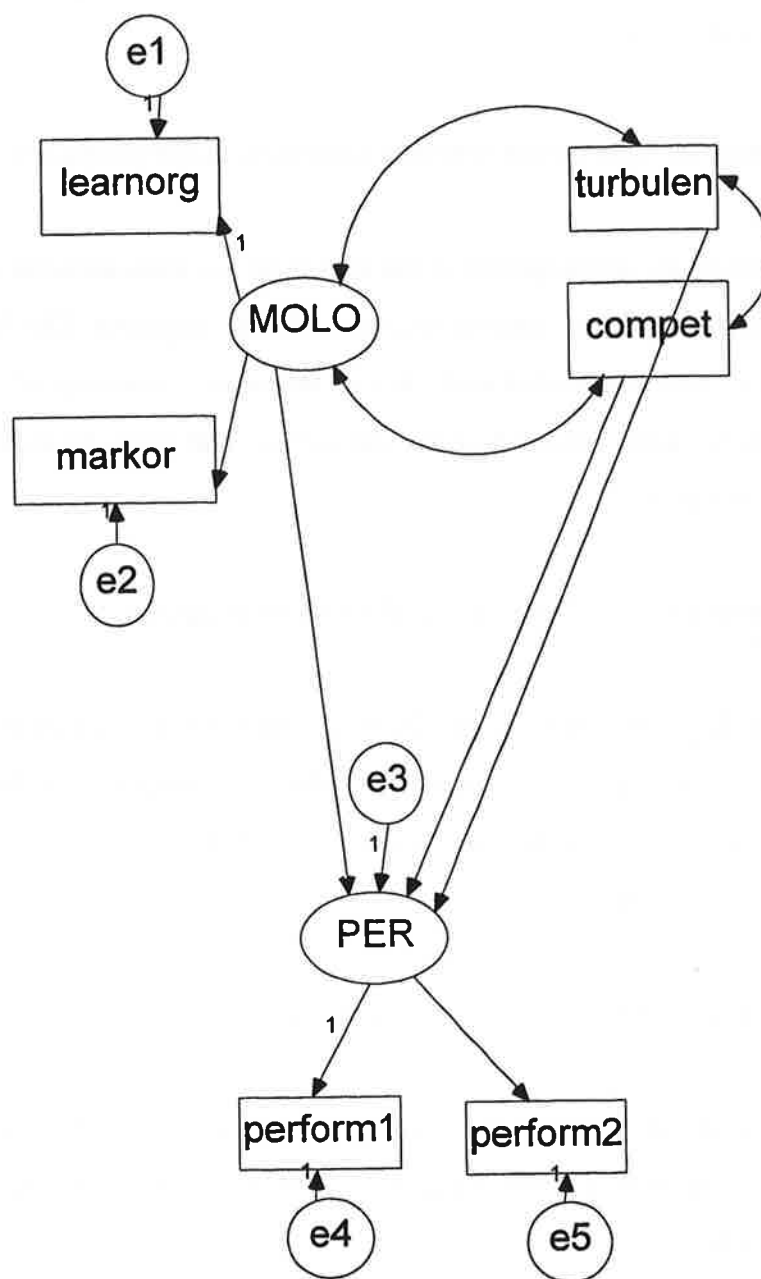 e1
1
learnorg
turbulen
1
MOLO
compet
markor
1
e2
e3
1
PER
1
perform1
perform2
1
1
e4
e5